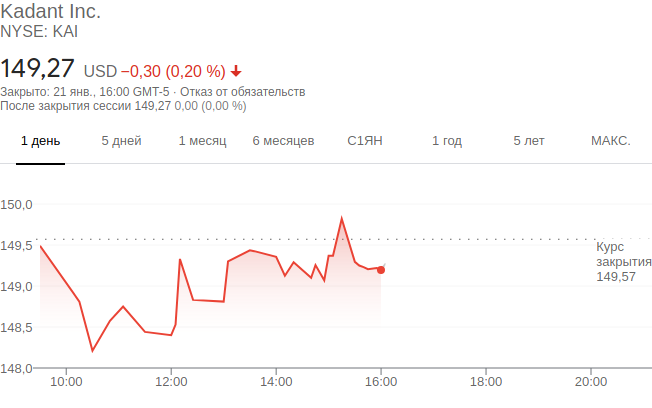 Kadant Inc.
NYSE: KAI
149,27 USD −0,30 (0,20 %)
Закрыто: 21 янв., 16:00 GMT-5 · Отказ от обязательств
После закрытия сессии 149,27 0,00 (0,00 %)
1 день 5 дней 1 месяц 6 месяцев С1ЯН 1 год 5 лет МАКС.
150,0
149,5
149,0
148,5
148,0
Курс
закрытия
149,57
10:00 12:00 14:00 16:00 18:00 20:00